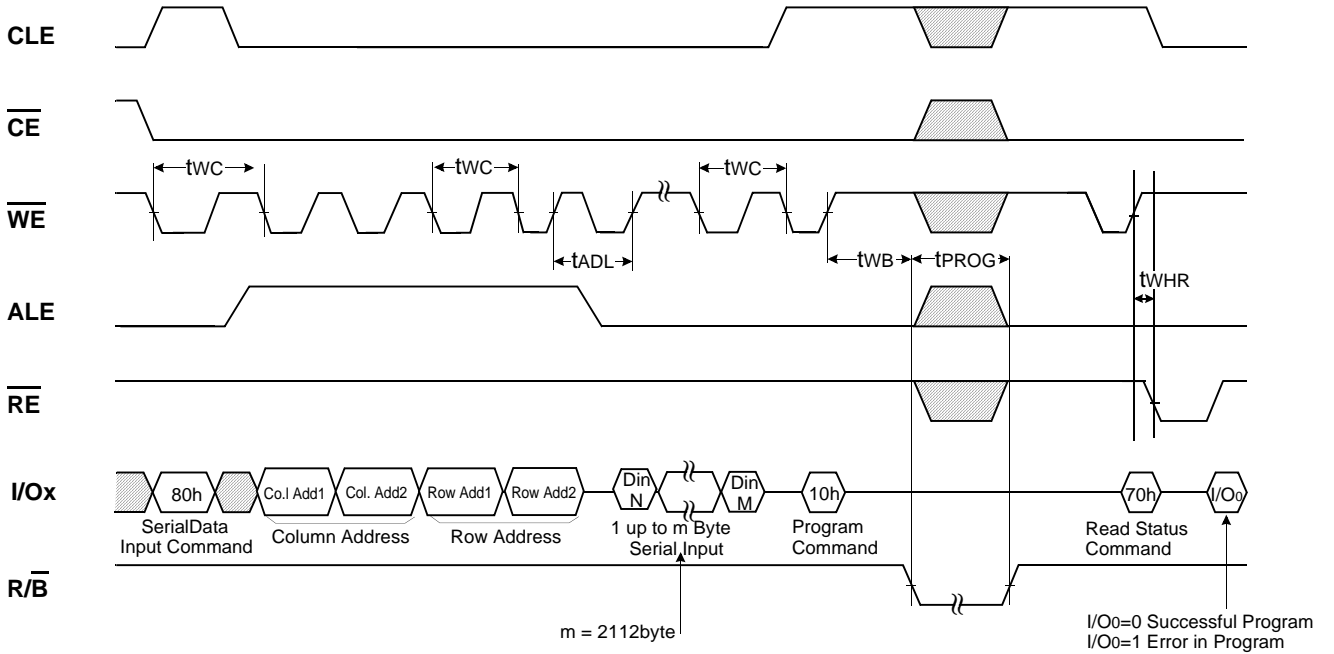 CLE
CE
tWC
tWC
tWC
WE
tADL
tWB
tPROG
tWHR
ALE
RE
I/Ox
80h
Co.l Add1
Col. Add2
Row Add1
Row Add2
Din
N
Din
M
10h
70h
I/O0
SerialData
Input Command
Column Address
Row Address
1 up to m Byte
Serial Input
Program
Command
Read Status
Command
R/B
m = 2112byte
I/O0=0 Successful Program
I/O0=1 Error in Program